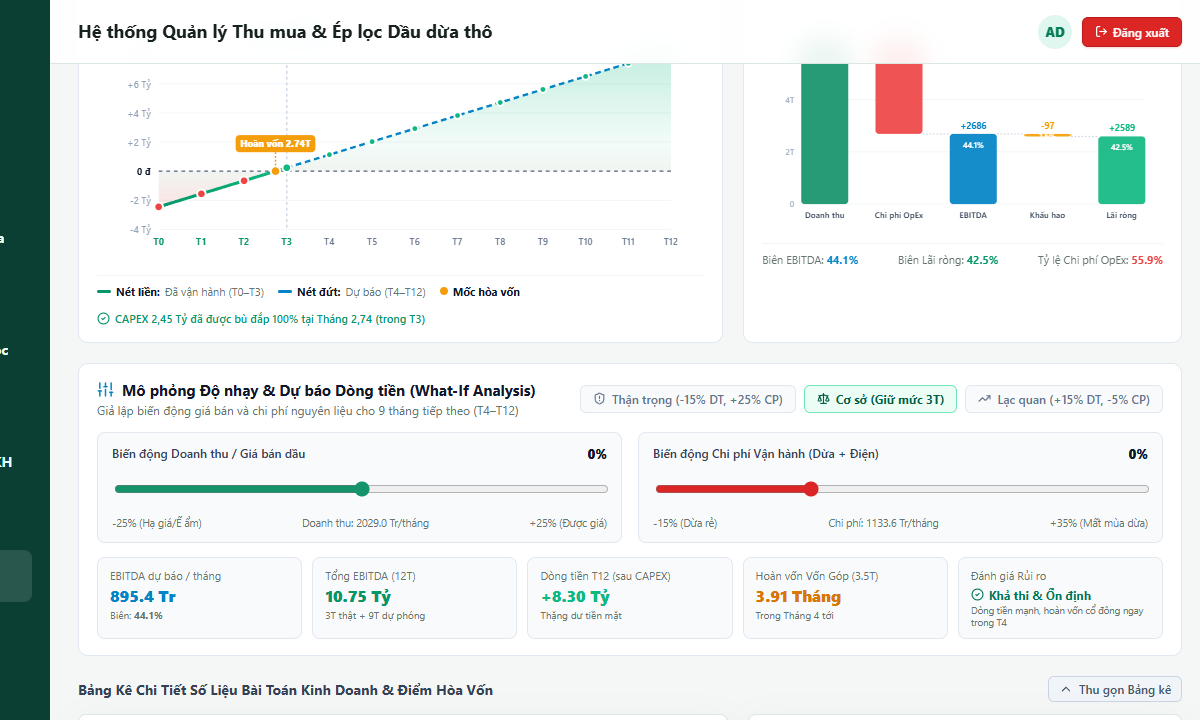 Hệ thống Quản lý Thu mua & Ép lọc Dầu dừa thô
AD
Đăng xuất
+6 Tỷ
+4 Tỷ
+2 Tỷ
0 đ
-2 Tỷ
-4 Tỷ
Hoàn vốn 2.74T
T0 T1 T2 T3 T4 T5 T6 T7 T8 T9 T10 T11 T12
Nét liền: Đã vận hành (T0–T3) Nét đứt: Dự báo (T4–T12) Mốc hòa vốn
CAPEX 2,45 Tỷ đã được bù đắp 100% tại Tháng 2,74 (trong T3)
4T
2T
0
+2686
44.1%
-97
+2589
42.5%
Doanh thu Chi phí OpEx EBITDA Khấu hao Lãi ròng
Biên EBITDA: 44.1% Biên Lãi ròng: 42.5% Tỷ lệ Chi phí OpEx: 55.9%
a
ọc
KH
Mô phỏng Độ nhạy & Dự báo Dòng tiền (What-If Analysis)
Giả lập biến động giá bán và chi phí nguyên liệu cho 9 tháng tiếp theo (T4–T12)
Thận trọng (-15% DT, +25% CP)
Cơ sở (Giữ mức 3T)
Lạc quan (+15% DT, -5% CP)
Biến động Doanh thu / Giá bán dầu 0%
-25% (Hạ giá/Ế ẩm) Doanh thu: 2029.0 Tr/tháng +25% (Được giá)
Biến động Chi phí Vận hành (Dừa + Điện) 0%
-15% (Dừa rẻ) Chi phí: 1133.6 Tr/tháng +35% (Mất mùa dừa)
EBITDA dự báo / tháng
895.4 Tr
Biên: 44.1%
Tổng EBITDA (12T)
10.75 Tỷ
3T thật + 9T dự phóng
Dòng tiền T12 (sau CAPEX)
+8.30 Tỷ
Thặng dư tiền mặt
Hoàn vốn Vốn Góp (3.5T)
3.91 Tháng
Trong Tháng 4 tới
Đánh giá Rủi ro
Khả thi & Ổn định
Dòng tiền mạnh, hoàn vốn cổ đông ngay
trong T4
Bảng Kê Chi Tiết Số Liệu Bài Toán Kinh Doanh & Điểm Hòa Vốn
Thu gọn Bảng kê